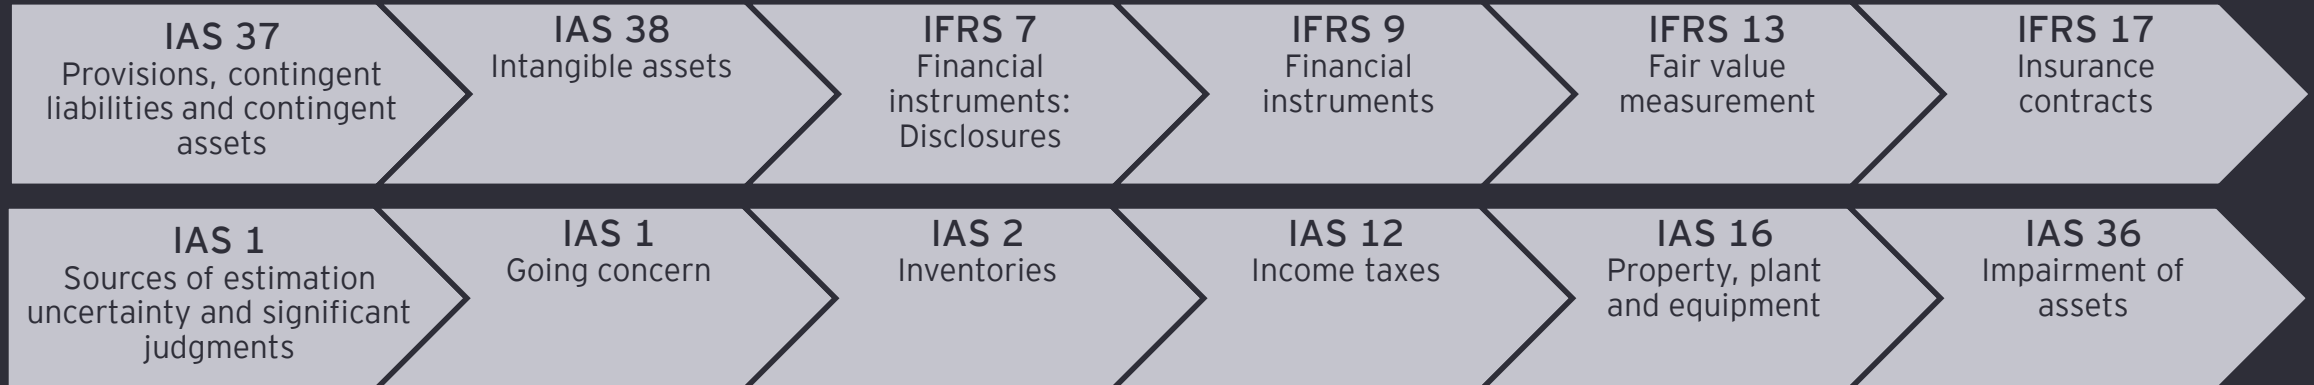 IAS 37
Provisions, contingent
liabilities and contingent
assets
IAS 38
Intangible assets
IFRS 7
Financial
instruments:
Disclosures
IFRS 9
Financial
instruments
IFRS 13
Fair value
measurement
IFRS 17
Insurance
contracts
IAS 1
Sources of estimation
uncertainty and significant
judgments
IAS 1
Going concern
IAS 2
Inventories
IAS 12
Income taxes
IAS 16
Property, plant
and equipment
IAS 36
Impairment of
assets